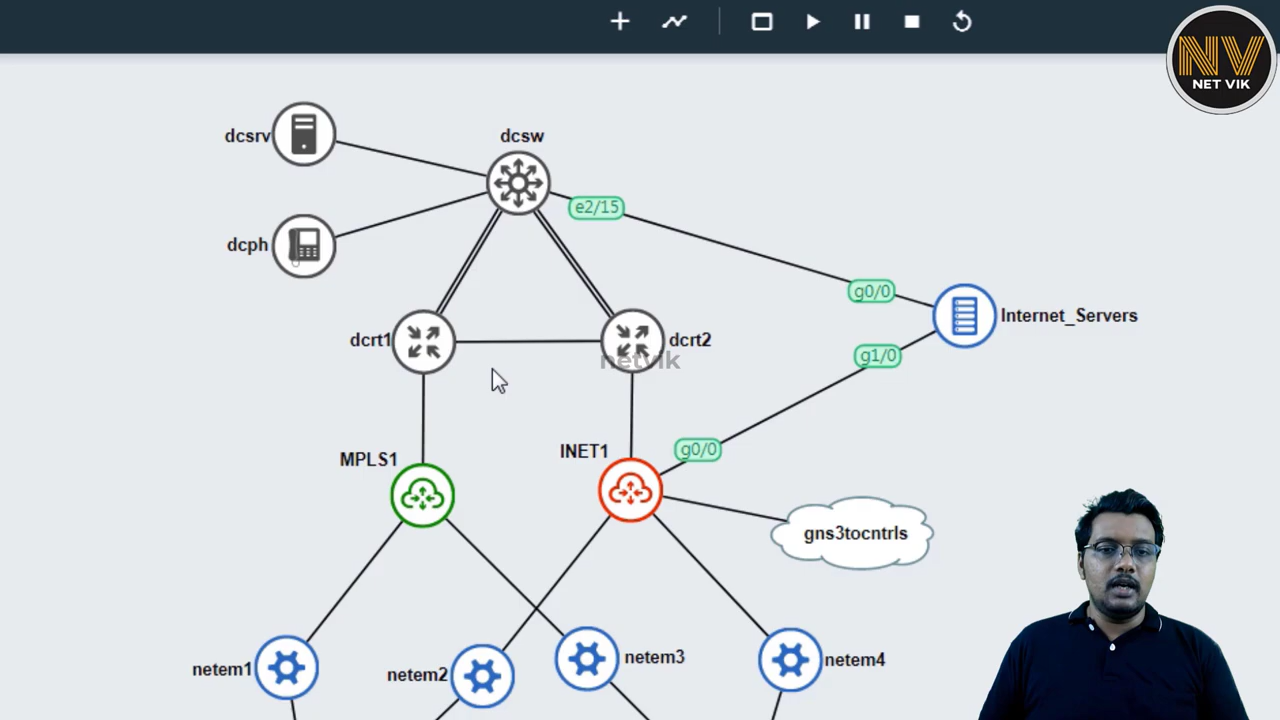 NV
NET VIK
dcsrv
dcsw
e2/15
dcph
g0/0
Internet_Servers
dcrt1
dcrt2
netvik
g1/0
MPLS1
INET1
g0/0
gns3tocntrls
netem1
netem2
netem3
netem4